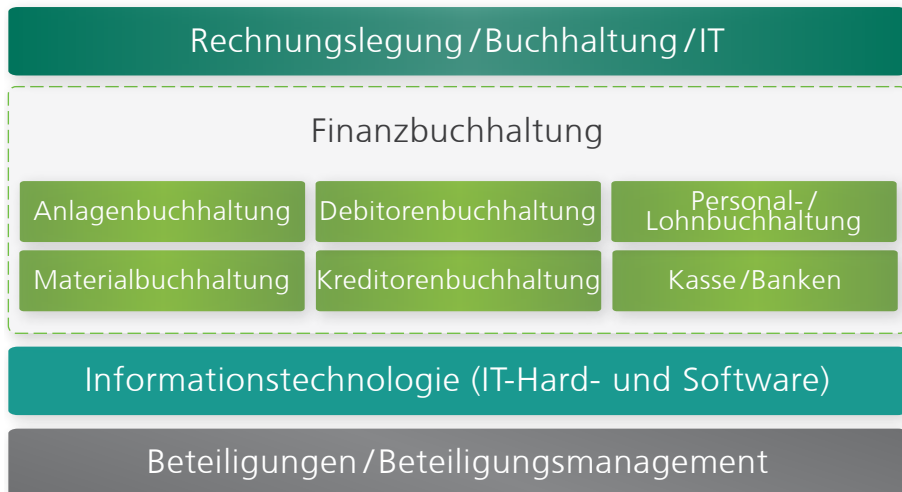 Rechnungslegung/Buchhaltung/IT
Finanzbuchhaltung
Anlagenbuchhaltung
Debitorenbuchhaltung
Personal-/
Lohnbuchhaltung
Materialbuchhaltung
Kreditorenbuchhaltung
Kasse/Banken
Informationstechnologie (IT-Hard- und Software)
Beteiligungen/Beteiligungsmanagement